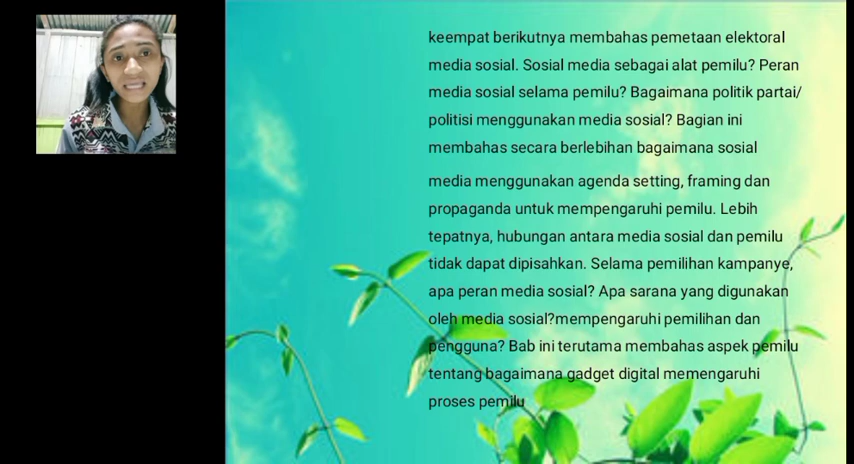 keempat berikutnya membahas pemetaan elektoral
media sosial. Sosial media sebagai alat pemilu? Peran
media sosial selama pemilu? Bagaimana politik partai/
politisi menggunakan media sosial? Bagian ini
membahas secara berlebihan bagaimana sosial
media menggunakan agenda setting, framing dan
propaganda untuk mempengaruhi pemilu. Lebih
tepatnya, hubungan antara media sosial dan pemilu
tidak dapat dipisahkan. Selama pemilihan kampanye,
apa peran media sosial? Apa sarana yang digunakan
oleh media sosial?mempengaruhi pemilihan dan
pengguna? Bab ini terutama membahas aspek pemilu
tentang bagaimana gadget digital memengaruhi
proses pemilu